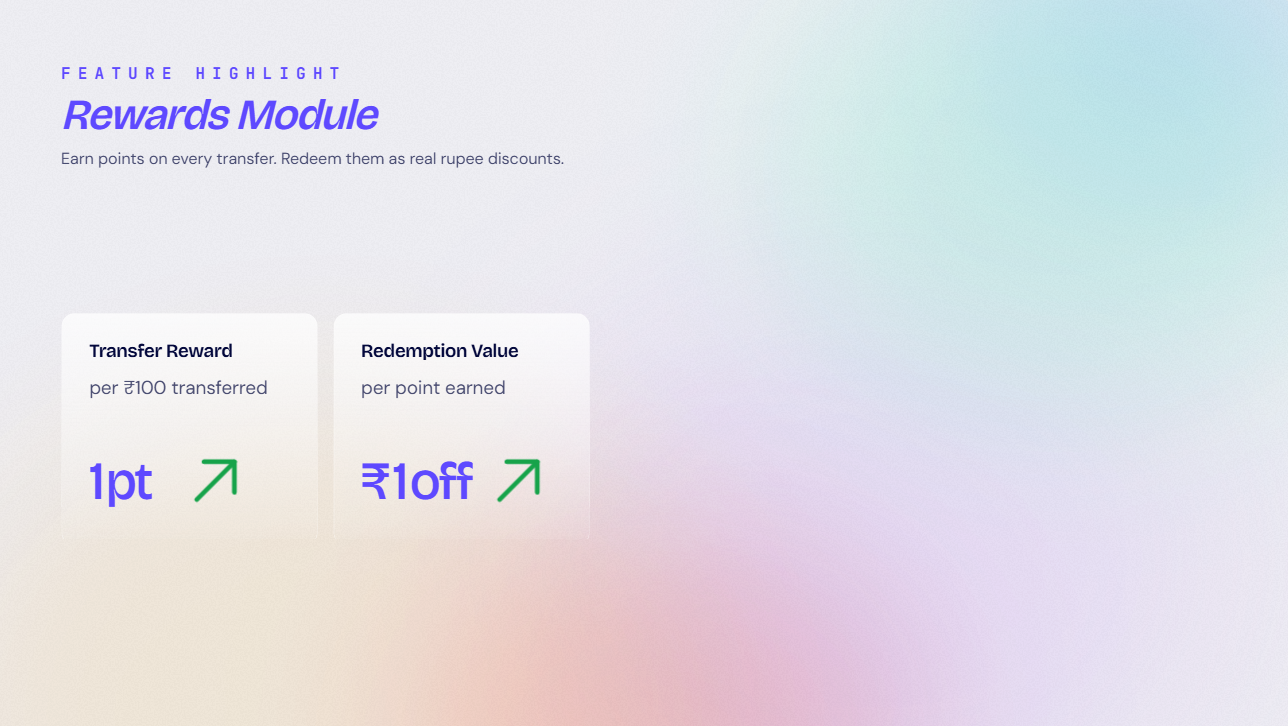 FEATURE HIGHLIGHT
Rewards Module
Earn points on every transfer. Redeem them as real rupee discounts.
Transfer Reward
per ₹100 transferred
1pt
Redemption Value
per point earned
₹1off